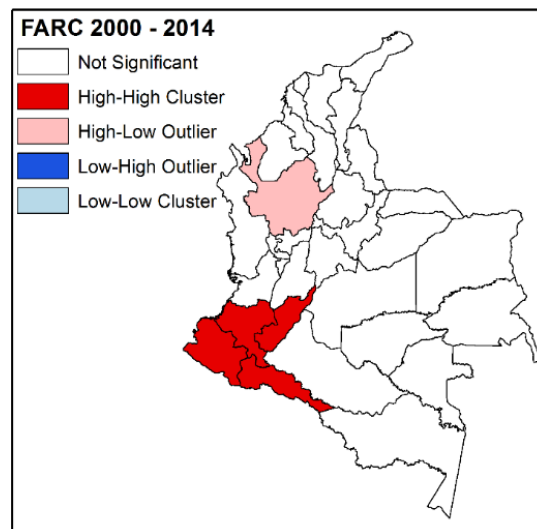 FARC 2000 - 2014
Not Significant
High-High Cluster
High-Low Outlier
Low-High Outlier
Low-Low Cluster